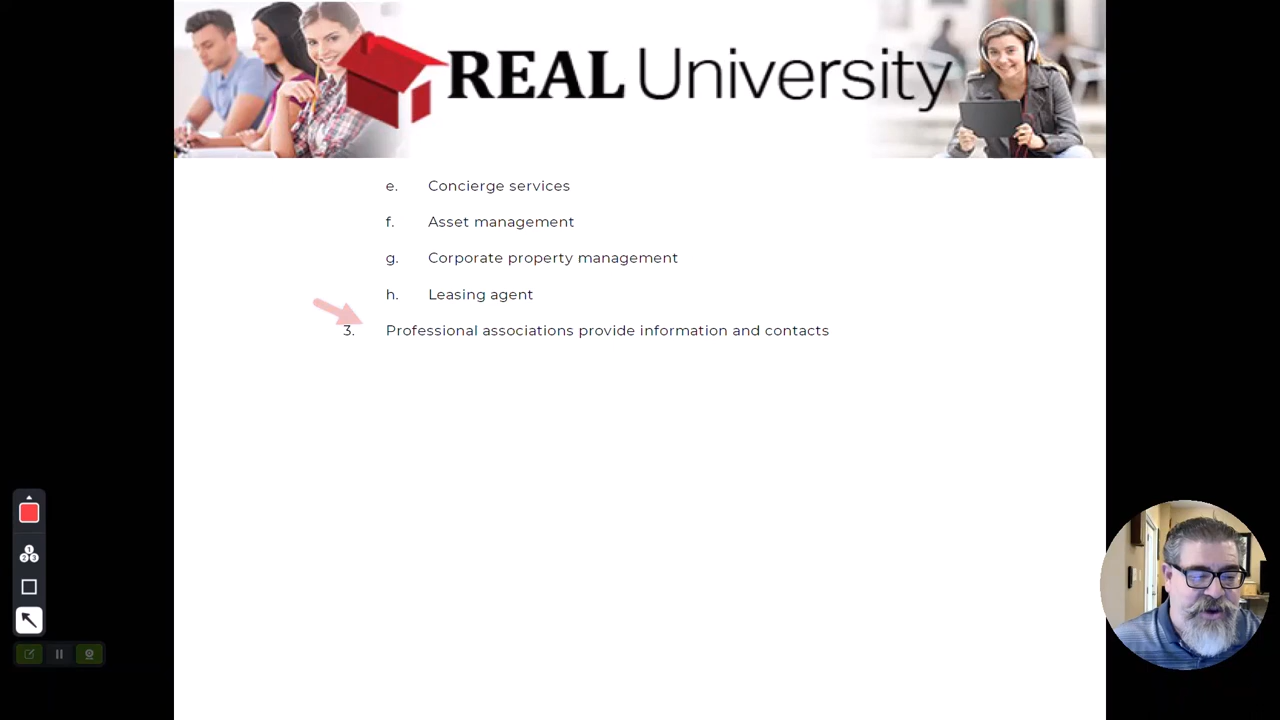 REAL University
e. Concierge services
f. Asset management
g. Corporate property management
h. Leasing agent
3. Professional associations provide information and contacts